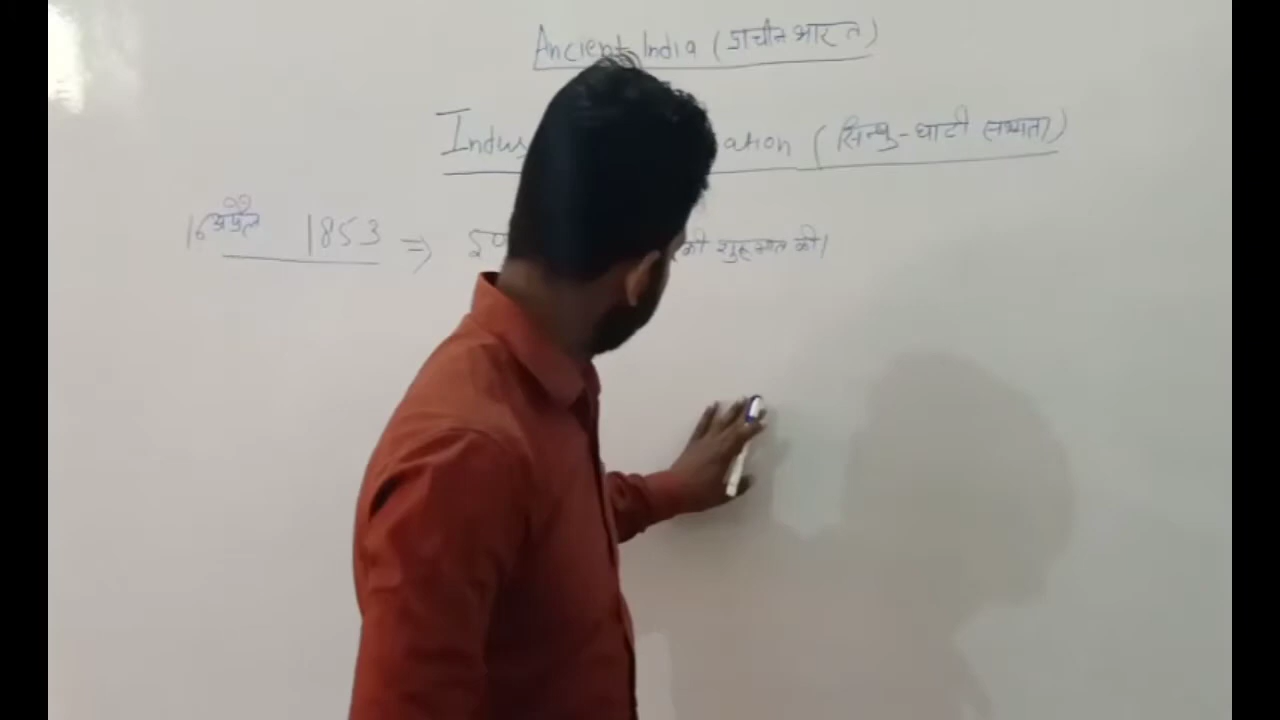 Ancient India (प्राचीन भारत)
Indus ation (सिन्धु-घाटी सभ्यता)
16 अप्रैल 1853 ⇒ की शुरूआत की।